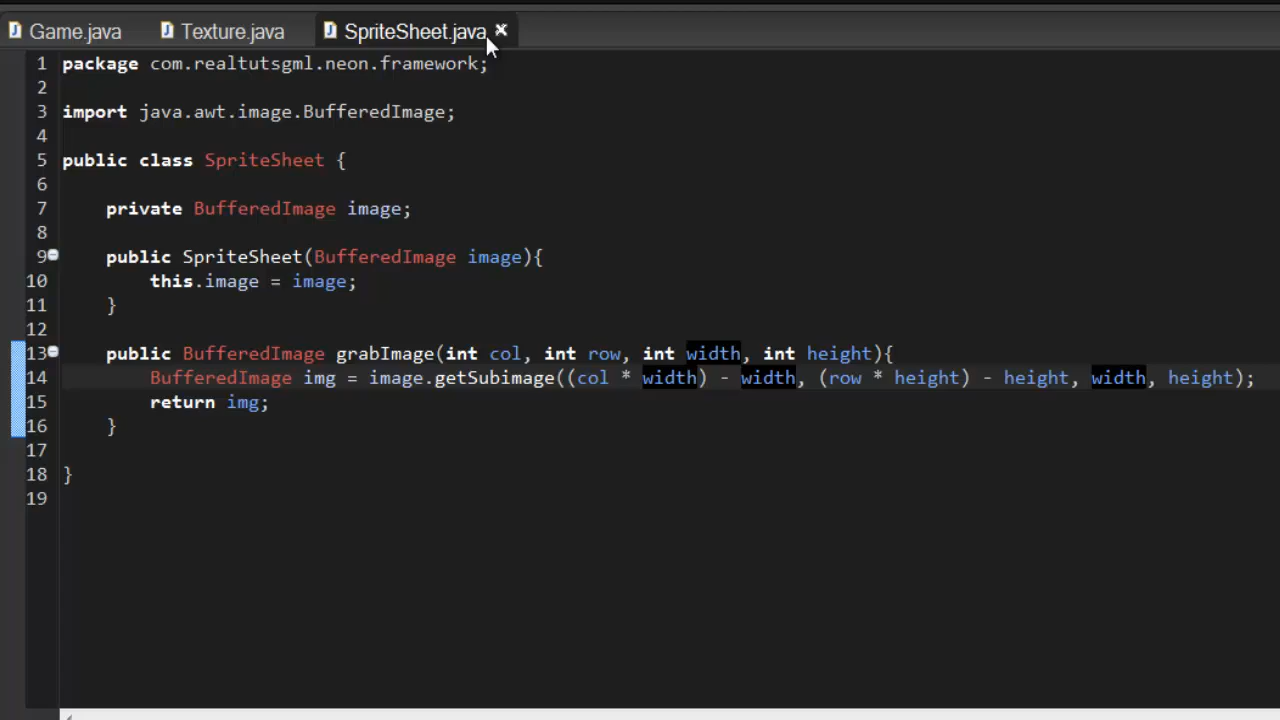 Game.java Texture.java SpriteSheet.java
1 package com.realtutsgml.neon.framework;
2
3 import java.awt.image.BufferedImage;
4
5 public class SpriteSheet {
6
7 private BufferedImage image;
8
9 public SpriteSheet(BufferedImage image){
10 this.image = image;
11 }
12
13 public BufferedImage grabImage(int col, int row, int width, int height){
14 BufferedImage img = image.getSubimage((col * width) - width, (row * height) - height, width, height);
15 return img;
16 }
17
18 }
19